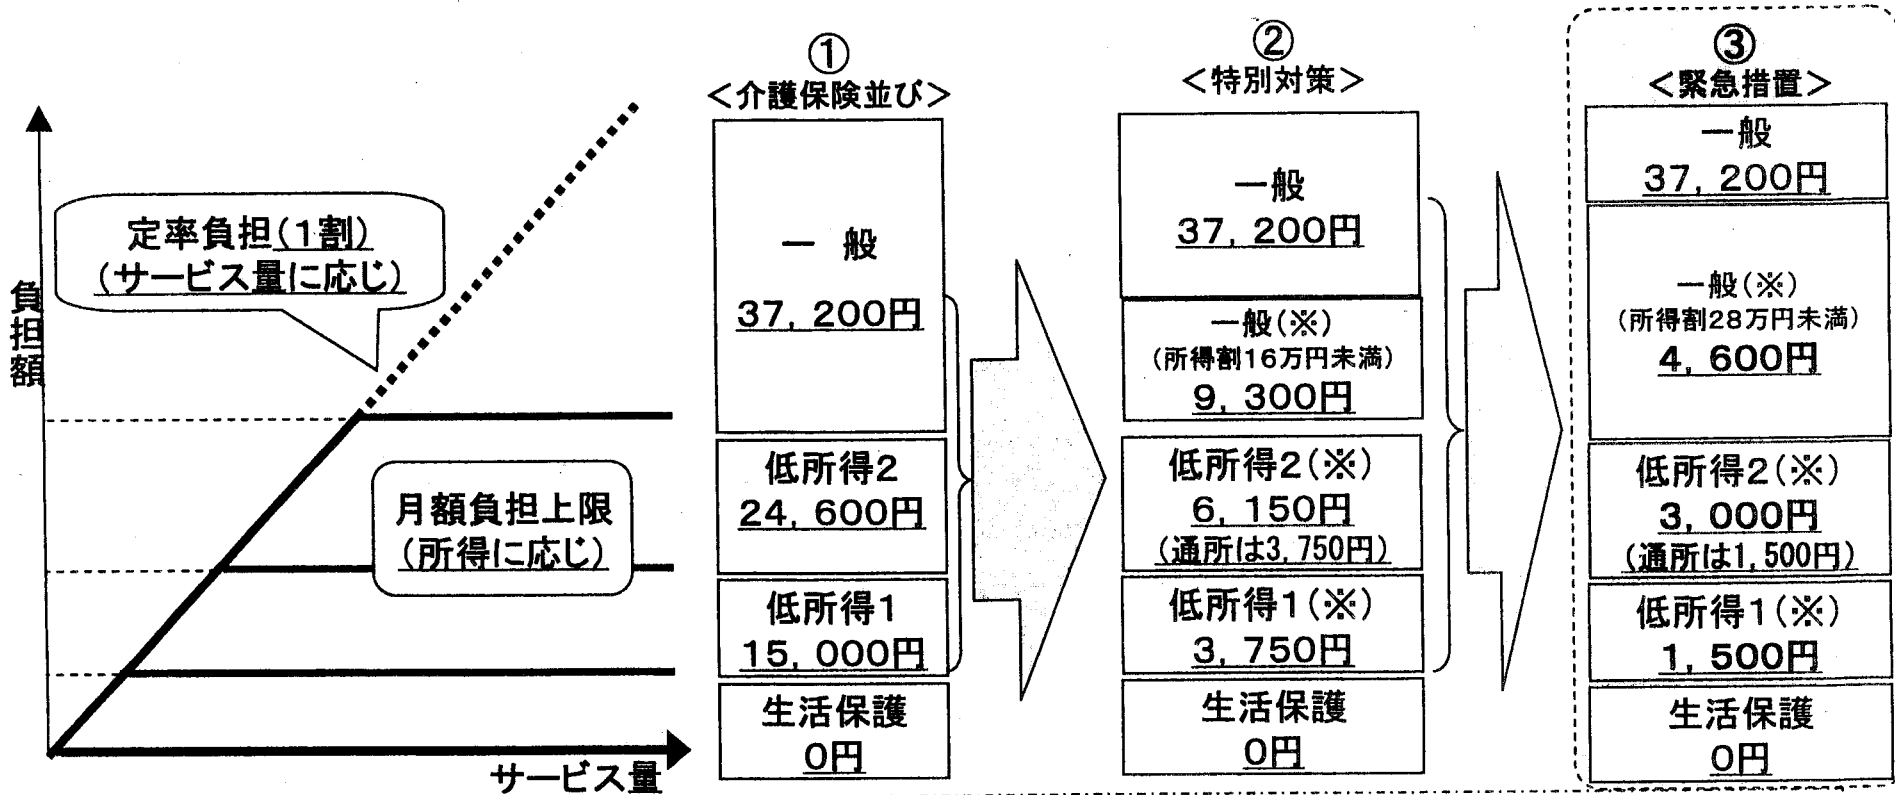 負担額
定率負担(1割)
(サービス量に応じ)
月額負担上限
(所得に応じ)
サービス量
①
＜介護保険並び＞
一 般
37, 200円
低所得2
24, 600円
低所得1
15, 000円
生活保護
0円
②
＜特別対策＞
一般
37, 200円
一般(※)
(所得割16万円未満)
9, 300円
低所得2(※)
6, 150円
(通所は3, 750円)
低所得1(※)
3, 750円
生活保護
0円
③
＜緊急措置＞
一般
37, 200円
一般(※)
(所得割28万円未満)
4, 600円
低所得2(※)
3, 000円
(通所は1, 500円)
低所得1(※)
1, 500円
生活保護
0円